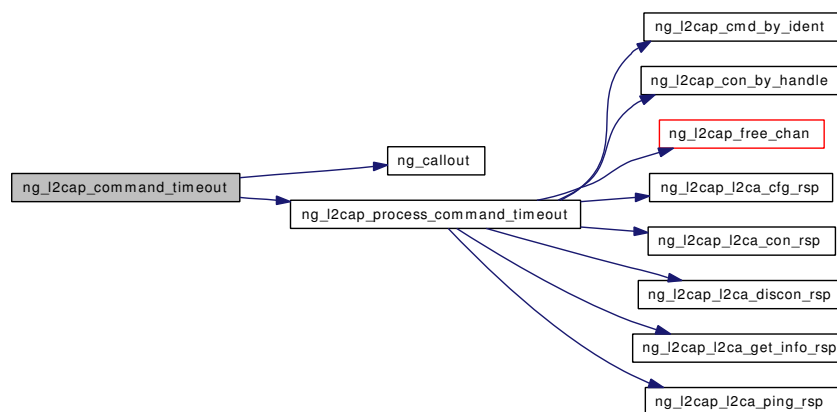 ng_l2cap_cmd_by_ident
ng_l2cap_con_by_handle
ng_l2cap_free_chan
ng_callout
ng_l2cap_command_timeout
ng_l2cap_l2ca_cfg_rsp
ng_l2cap_process_command_timeout
ng_l2cap_l2ca_con_rsp
ng_l2cap_l2ca_discon_rsp
ng_l2cap_l2ca_get_info_rsp
ng_l2cap_l2ca_ping_rsp